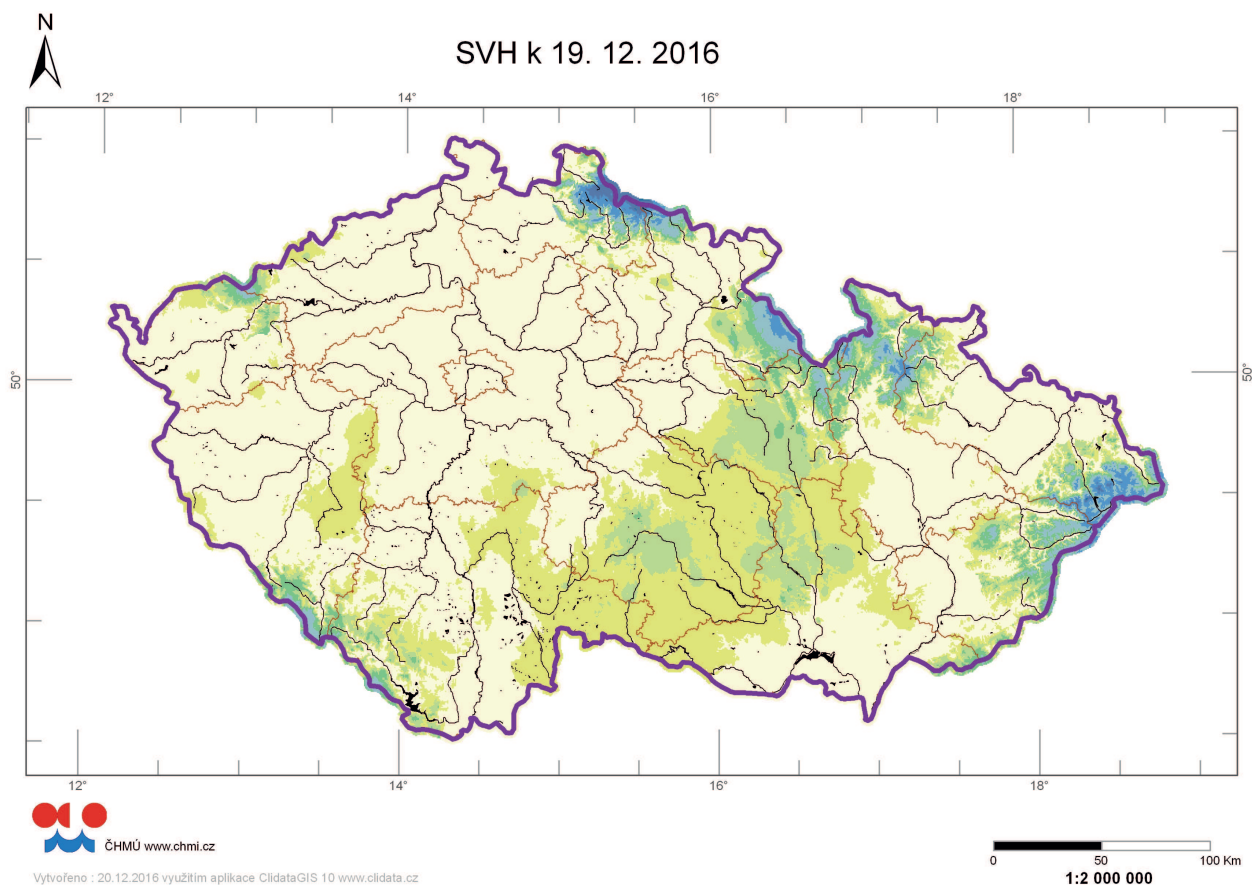 N
SVH k 19. 12. 2016
12° 14° 16° 18°
50° 50°
12° 14° 16° 18°
ČHMÚ www.chmi.cz
0 50 100 Km
1:2 000 000
Vytvořeno : 20.12.2016 využitím aplikace ClidataGIS 10 www.clidata.cz